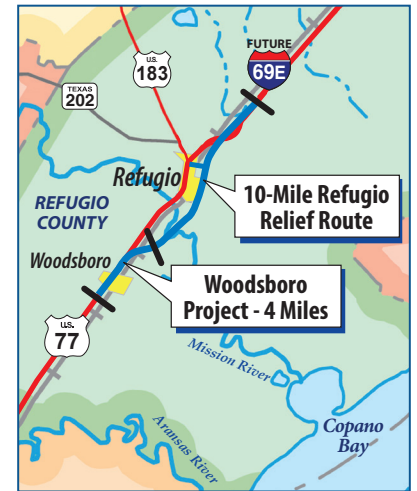 U.S.
183
FUTURE
69E
TEXAS
202
Refugio
REFUGIO
COUNTY
10-Mile Refugio
Relief Route
Woodsboro
Woodsboro
Project - 4 Miles
U.S.
77
Mission River
Aransas River
Copano
Bay